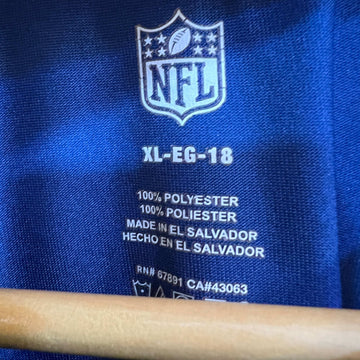 NFL
XL-EG-18
100% POLYESTER
100% POLIESTER
MADE IN EL SALVADOR
HECHO EN EL SALVADOR
RN# 67891 CA#43063